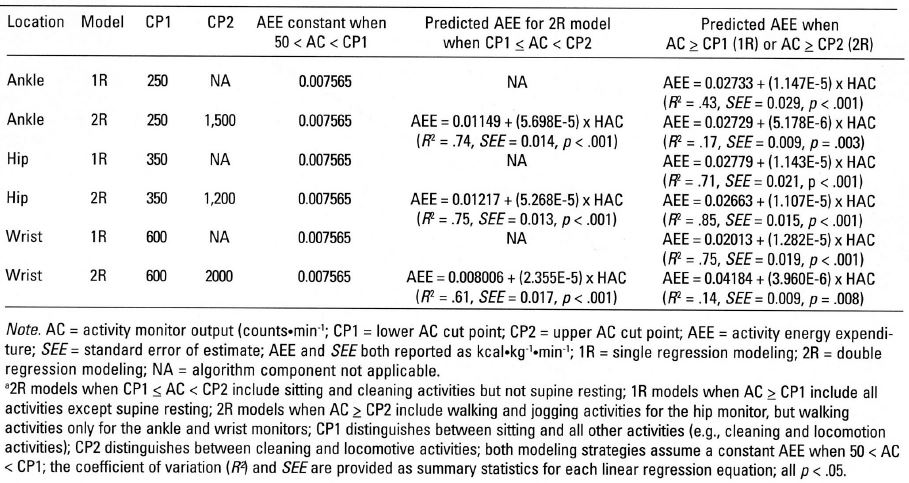 Location Model CP1 CP2 AEE constant when Predicted AEE for 2R model Predicted AEE when
50 < AC < CP1 when CP1 ≤ AC < CP2 AC ≥ CP1 (1R) or AC ≥ CP2 (2R)
Ankle 1R 250 NA 0.007565 NA AEE = 0.02733 + (1.147E-5) x HAC
(R² = .43, SEE = 0.029, p < .001)
Ankle 2R 250 1,500 0.007565 AEE = 0.01149 + (5.698E-5) x HAC AEE = 0.02729 + (5.178E-6) x HAC
(R² = .74, SEE = 0.014, p < .001) (R² = .17, SEE = 0.009, p = .003)
Hip 1R 350 NA 0.007565 NA AEE = 0.02779 + (1.143E-5) x HAC
(R² = .71, SEE = 0.021, p < .001)
Hip 2R 350 1,200 0.007565 AEE = 0.01217 + (5.268E-5) x HAC AEE = 0.02663 + (1.107E-5) x HAC
(R² = .75, SEE = 0.013, p < .001) (R² = .85, SEE = 0.015, p < .001)
Wrist 1R 600 NA 0.007565 NA AEE = 0.02013 + (1.282E-5) x HAC
(R² = .75, SEE = 0.019, p < .001)
Wrist 2R 600 2000 0.007565 AEE = 0.008006 + (2.355E-5) x HAC AEE = 0.04184 + (3.960E-6) x HAC
(R² = .61, SEE = 0.017, p < .001) (R² = .14, SEE = 0.009, p = .008)
Note. AC = activity monitor output (counts•min⁻¹; CP1 = lower AC cut point; CP2 = upper AC cut point; AEE = activity energy expendi-
ture; SEE = standard error of estimate; AEE and SEE both reported as kcal•kg⁻¹•min⁻¹; 1R = single regression modeling; 2R = double
regression modeling; NA = algorithm component not applicable.
ᵃ2R models when CP1 ≤ AC < CP2 include sitting and cleaning activities but not supine resting; 1R models when AC ≥ CP1 include all
activities except supine resting; 2R models when AC ≥ CP2 include walking and jogging activities for the hip monitor, but walking
activities only for the ankle and wrist monitors; CP1 distinguishes between sitting and all other activities (e.g., cleaning and locomotion
activities); CP2 distinguishes between cleaning and locomotive activities; both modeling strategies assume a constant AEE when 50 < AC
< CP1; the coefficient of variation (R²) and SEE are provided as summary statistics for each linear regression equation; all p < .05.